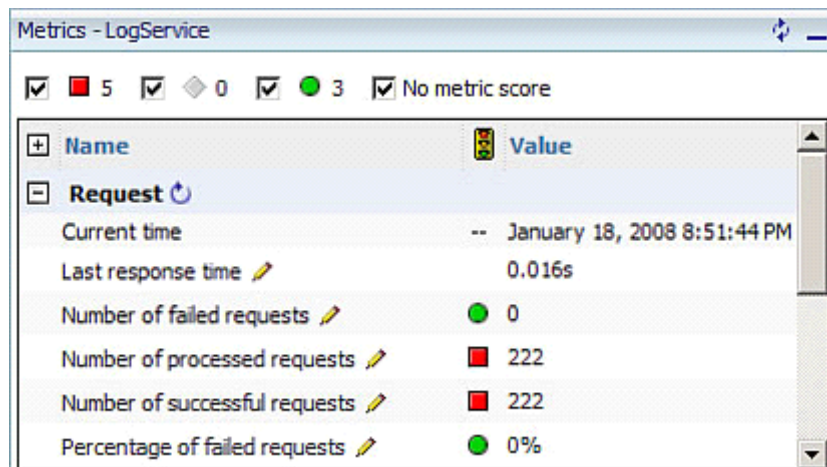 Metrics - LogService
5 0 3 No metric score
Name Value
Request
Current time -- January 18, 2008 8:51:44 PM
Last response time 0.016s
Number of failed requests 0
Number of processed requests 222
Number of successful requests 222
Percentage of failed requests 0%